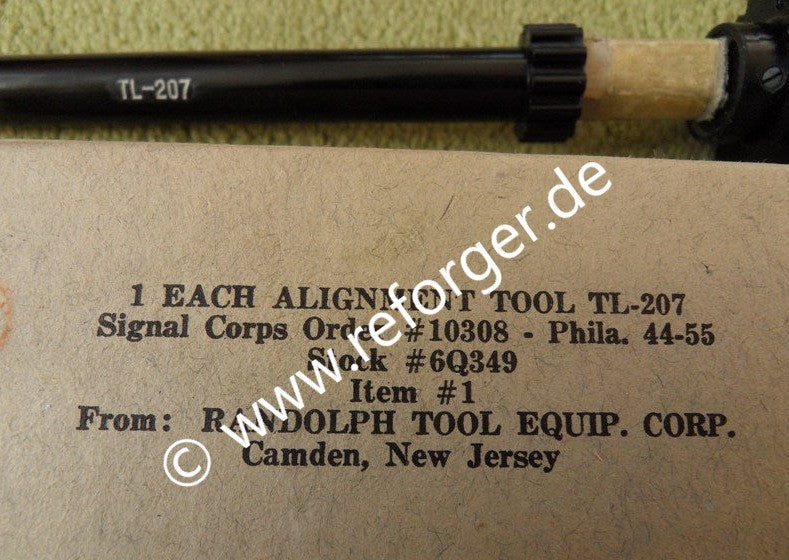 TL-207
1 EACH ALIGNMENT TOOL TL-207
Signal Corps Order #10308 - Phila. 44-55
Stock #6Q349
Item #1
From: RANDOLPH TOOL EQUIP. CORP.
Camden, New Jersey
© www.reforger.de